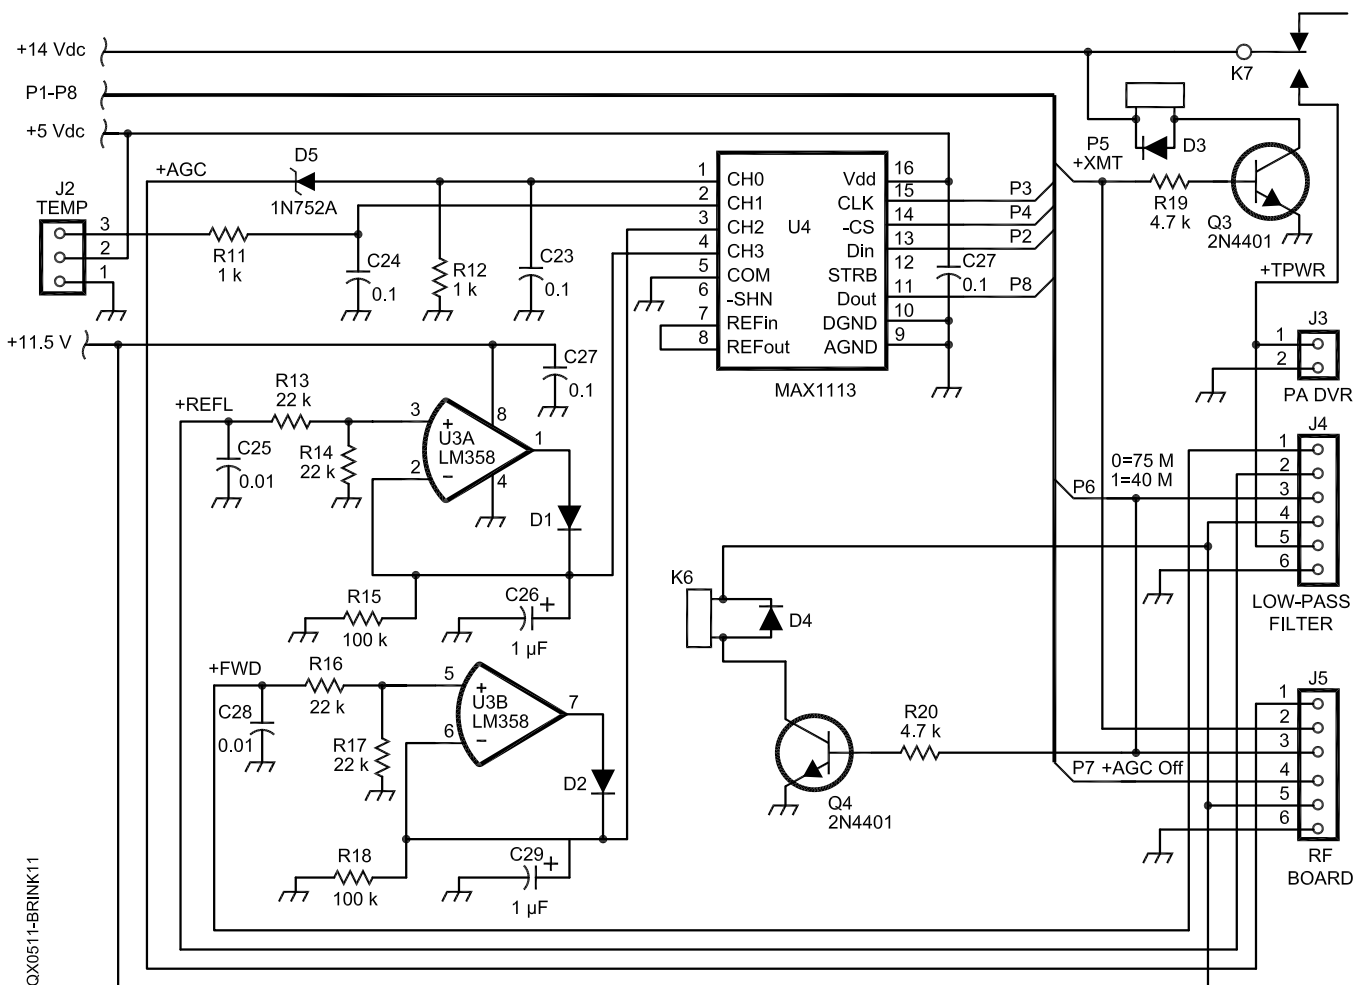 +14 Vdc
K7
P1-P8
+5 Vdc
D3
P5
+XMT
R19
4.7 k
Q3
2N4401
+AGC
D5
1N752A
J2
TEMP
3
2
1
R11
1 k
C24
0.1
R12
1 k
C23
0.1
1
2
3
4
5
6
7
8
CH0
CH1
CH2
CH3
COM
-SHN
REFin
REFout
U4
Vdd
CLK
-CS
Din
STRB
Dout
DGND
AGND
16
15
14
13
12
11
10
9
MAX1113
P3
P4
P2
P8
C27
0.1
+TPWR
J3
1
2
PA DVR
+11.5 V
C27
0.1
+REFL
R13
22 k
C25
0.01
R14
22 k
3
2
+
−
U3A
LM358
8
1
4
D1
R15
100 k
C26
+
1 µF
P6
0=75 M
1=40 M
J4
1
2
3
4
5
6
LOW-PASS
FILTER
K6
D4
+FWD
R16
22 k
C28
0.01
R17
22 k
5
6
+
−
U3B
LM358
7
D2
R18
100 k
C29
+
1 µF
R20
4.7 k
Q4
2N4401
P7 +AGC Off
J5
1
2
3
4
5
6
RF
BOARD
QX0511-BRINK11